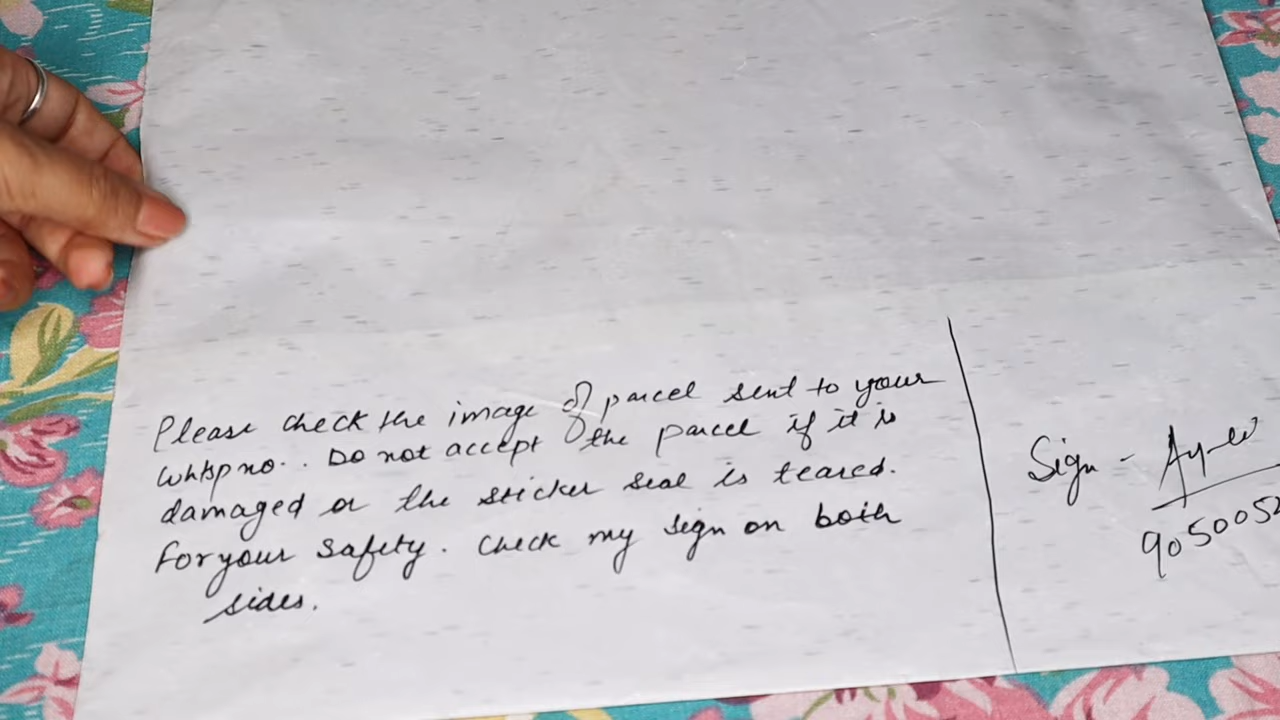 Please check the image of parcel sent to your
whtsp no.. Do not accept the parcel if it is
damaged or the sticker seal is teared.
For your safety. Check my sign on both
sides.
Sign -
9050052